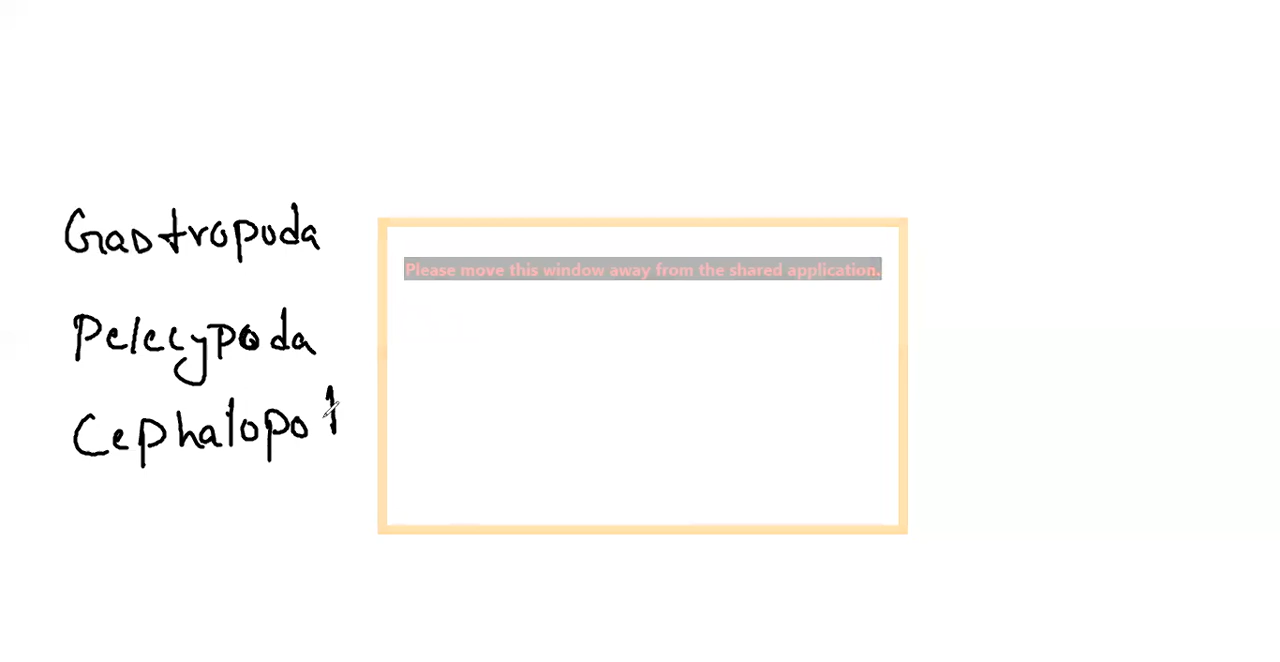 Gastropoda
Please move this window away from the shared application.
Pelecypoda
Cephalopo